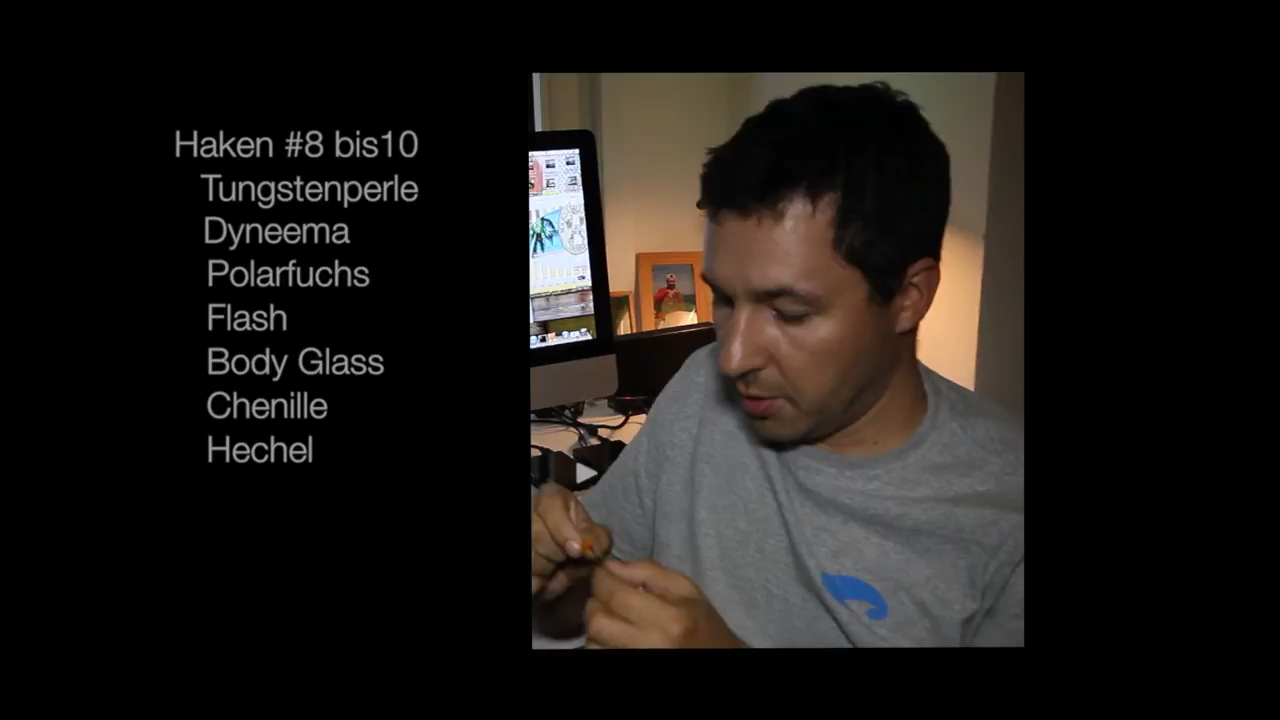 Haken #8 bis10
Tungstenperle
Dyneema
Polarfuchs
Flash
Body Glass
Chenille
Hechel